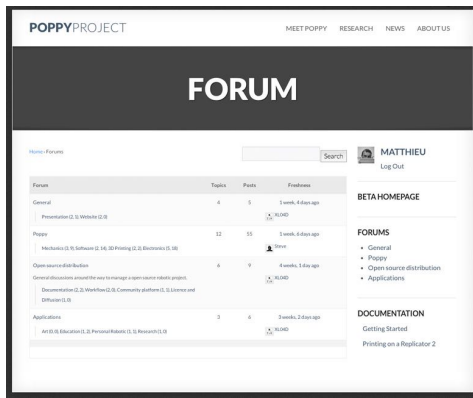 POPPYPROJECT
MEET POPPY RESEARCH NEWS ABOUT US
FORUM
Home › Forums
Search
MATTHIEU
Log Out
Forum Topics Posts Freshness
General 4 5 1 week, 4 days ago
Presentation (2, 3), Website (2, 0)
XL04D
Poppy 12 55 1 week, 6 days ago
Mechanics (3, 9), Software (2, 14), 3D Printing (2, 2), Electronics (5, 18)
Steve
Open source distribution 6 9 4 weeks, 1 day ago
General discussions around the way to manage a open source robotic project.
XL04D
Documentation (2, 2), Workflow (2, 0), Community platform (1, 1), Licence and
Diffusion (1, 0)
Applications 3 6 3 weeks, 2 days ago
Art (0, 0), Education (1, 2), Personal Robotic (1, 1), Research (1, 0)
XL04D
BETA HOMEPAGE
FORUMS
General
Poppy
Open source distribution
Applications
DOCUMENTATION
Getting Started
Printing on a Replicator 2